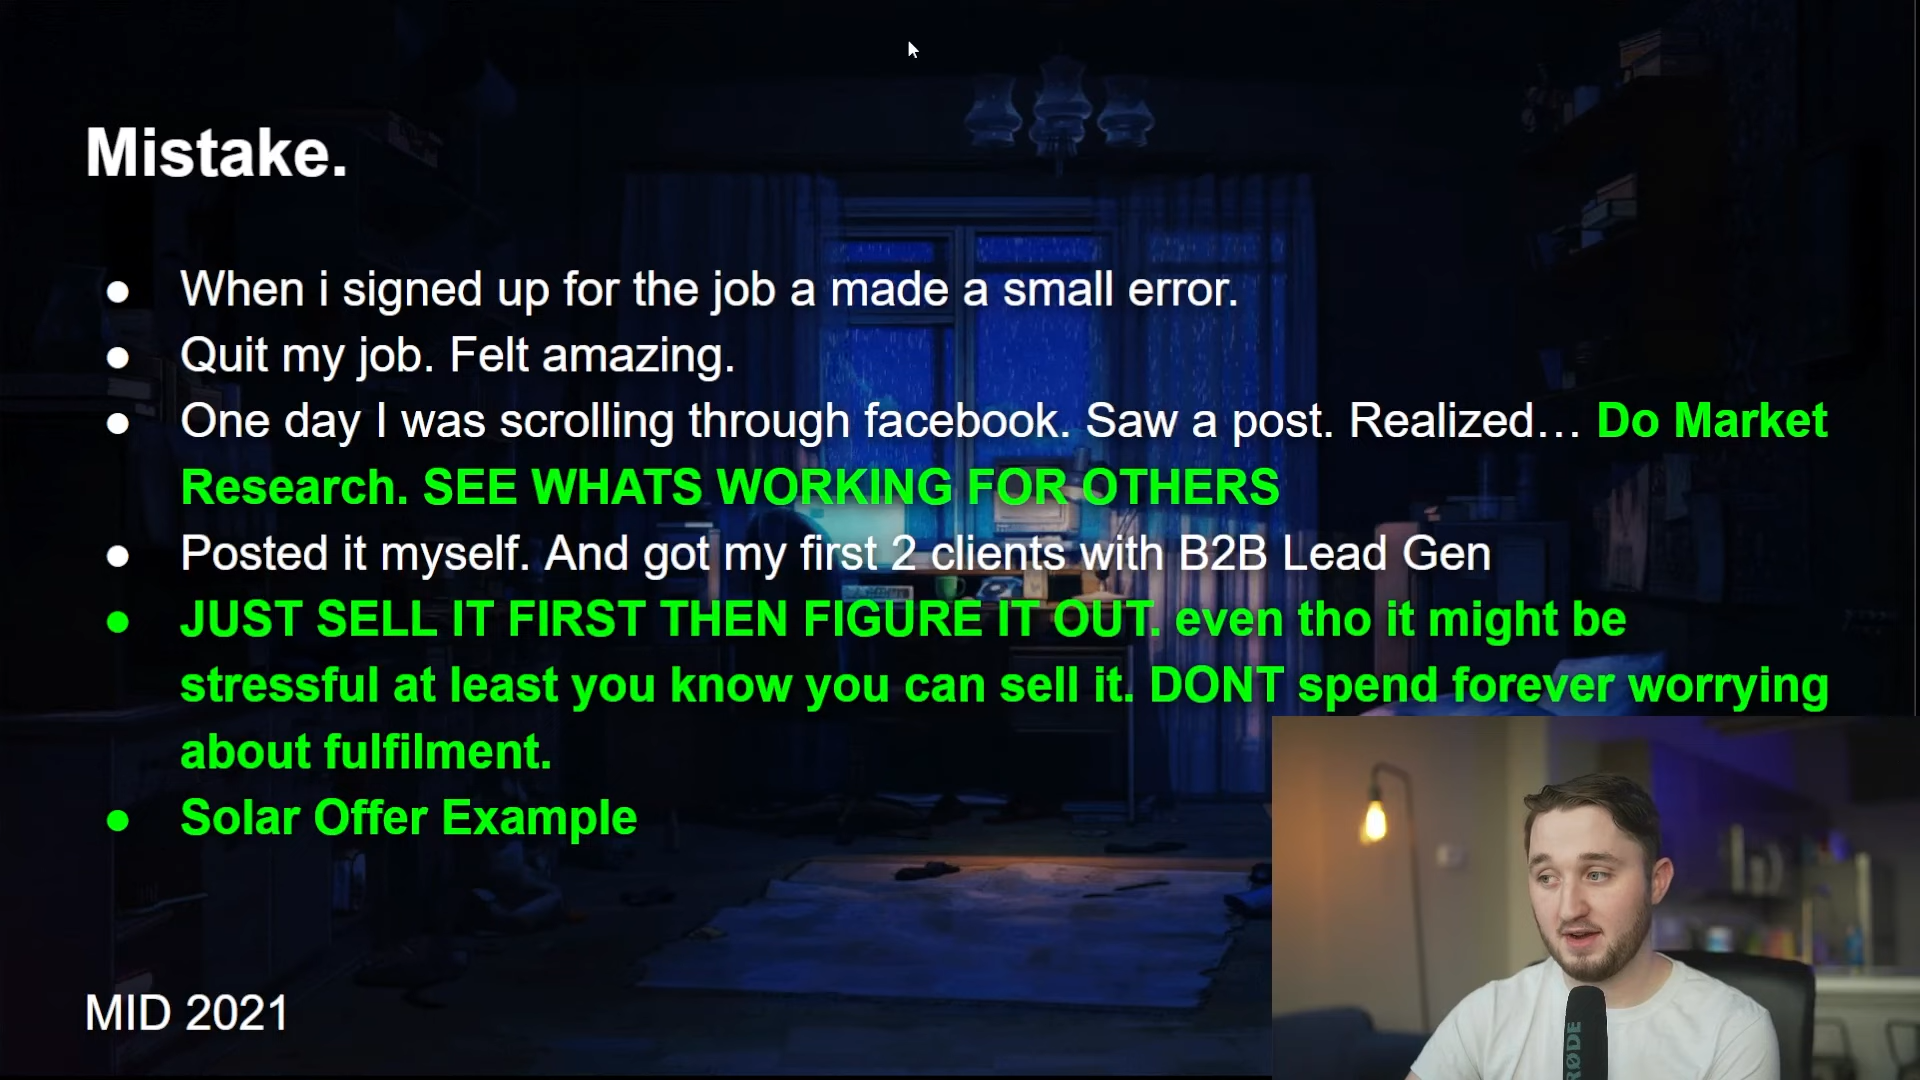 Mistake.
● When i signed up for the job a made a small error.
● Quit my job. Felt amazing.
● One day I was scrolling through facebook. Saw a post. Realized… Do Market
Research. SEE WHATS WORKING FOR OTHERS
● Posted it myself. And got my first 2 clients with B2B Lead Gen
● JUST SELL IT FIRST THEN FIGURE IT OUT. even tho it might be
stressful at least you know you can sell it. DONT spend forever worrying
about fulfilment.
● Solar Offer Example
MID 2021
RØDE